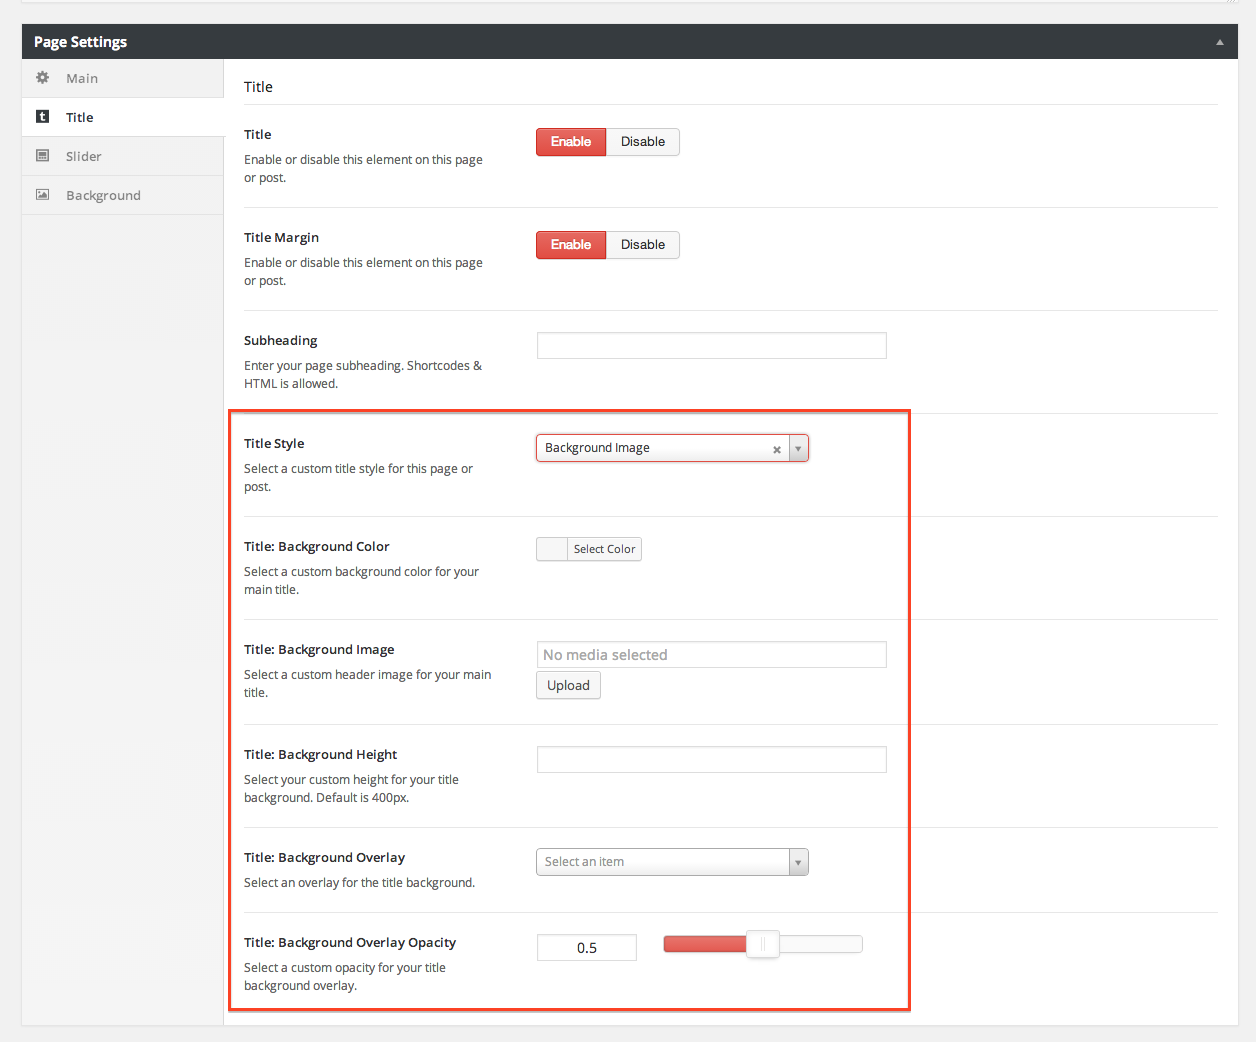 Page Settings
Main
Title
Slider
Background
Title
Title
Enable or disable this element on this page
or post.
Enable Disable
Title Margin
Enable or disable this element on this page
or post.
Enable Disable
Subheading
Enter your page subheading. Shortcodes &
HTML is allowed.
Title Style
Select a custom title style for this page or
post.
Background Image
Title: Background Color
Select a custom background color for your
main title.
Select Color
Title: Background Image
Select a custom header image for your main
title.
No media selected
Upload
Title: Background Height
Select your custom height for your title
background. Default is 400px.
Title: Background Overlay
Select an overlay for the title background.
Select an item
Title: Background Overlay Opacity
Select a custom opacity for your title
background overlay.
0.5